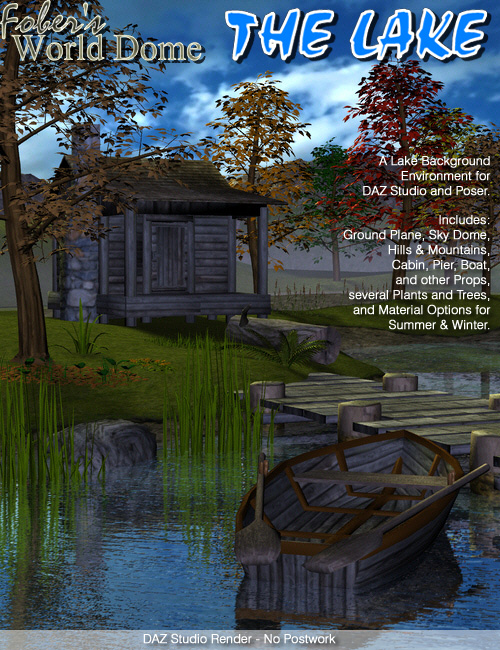 Fober's
World Dome
THE LAKE
A Lake Background
Environment for
DAZ Studio and Poser.
Includes:
Ground Plane, Sky Dome,
Hills & Mountains,
Cabin, Pier, Boat,
and other Props,
several Plants and Trees,
and Material Options for
Summer & Winter.
DAZ Studio Render - No Postwork